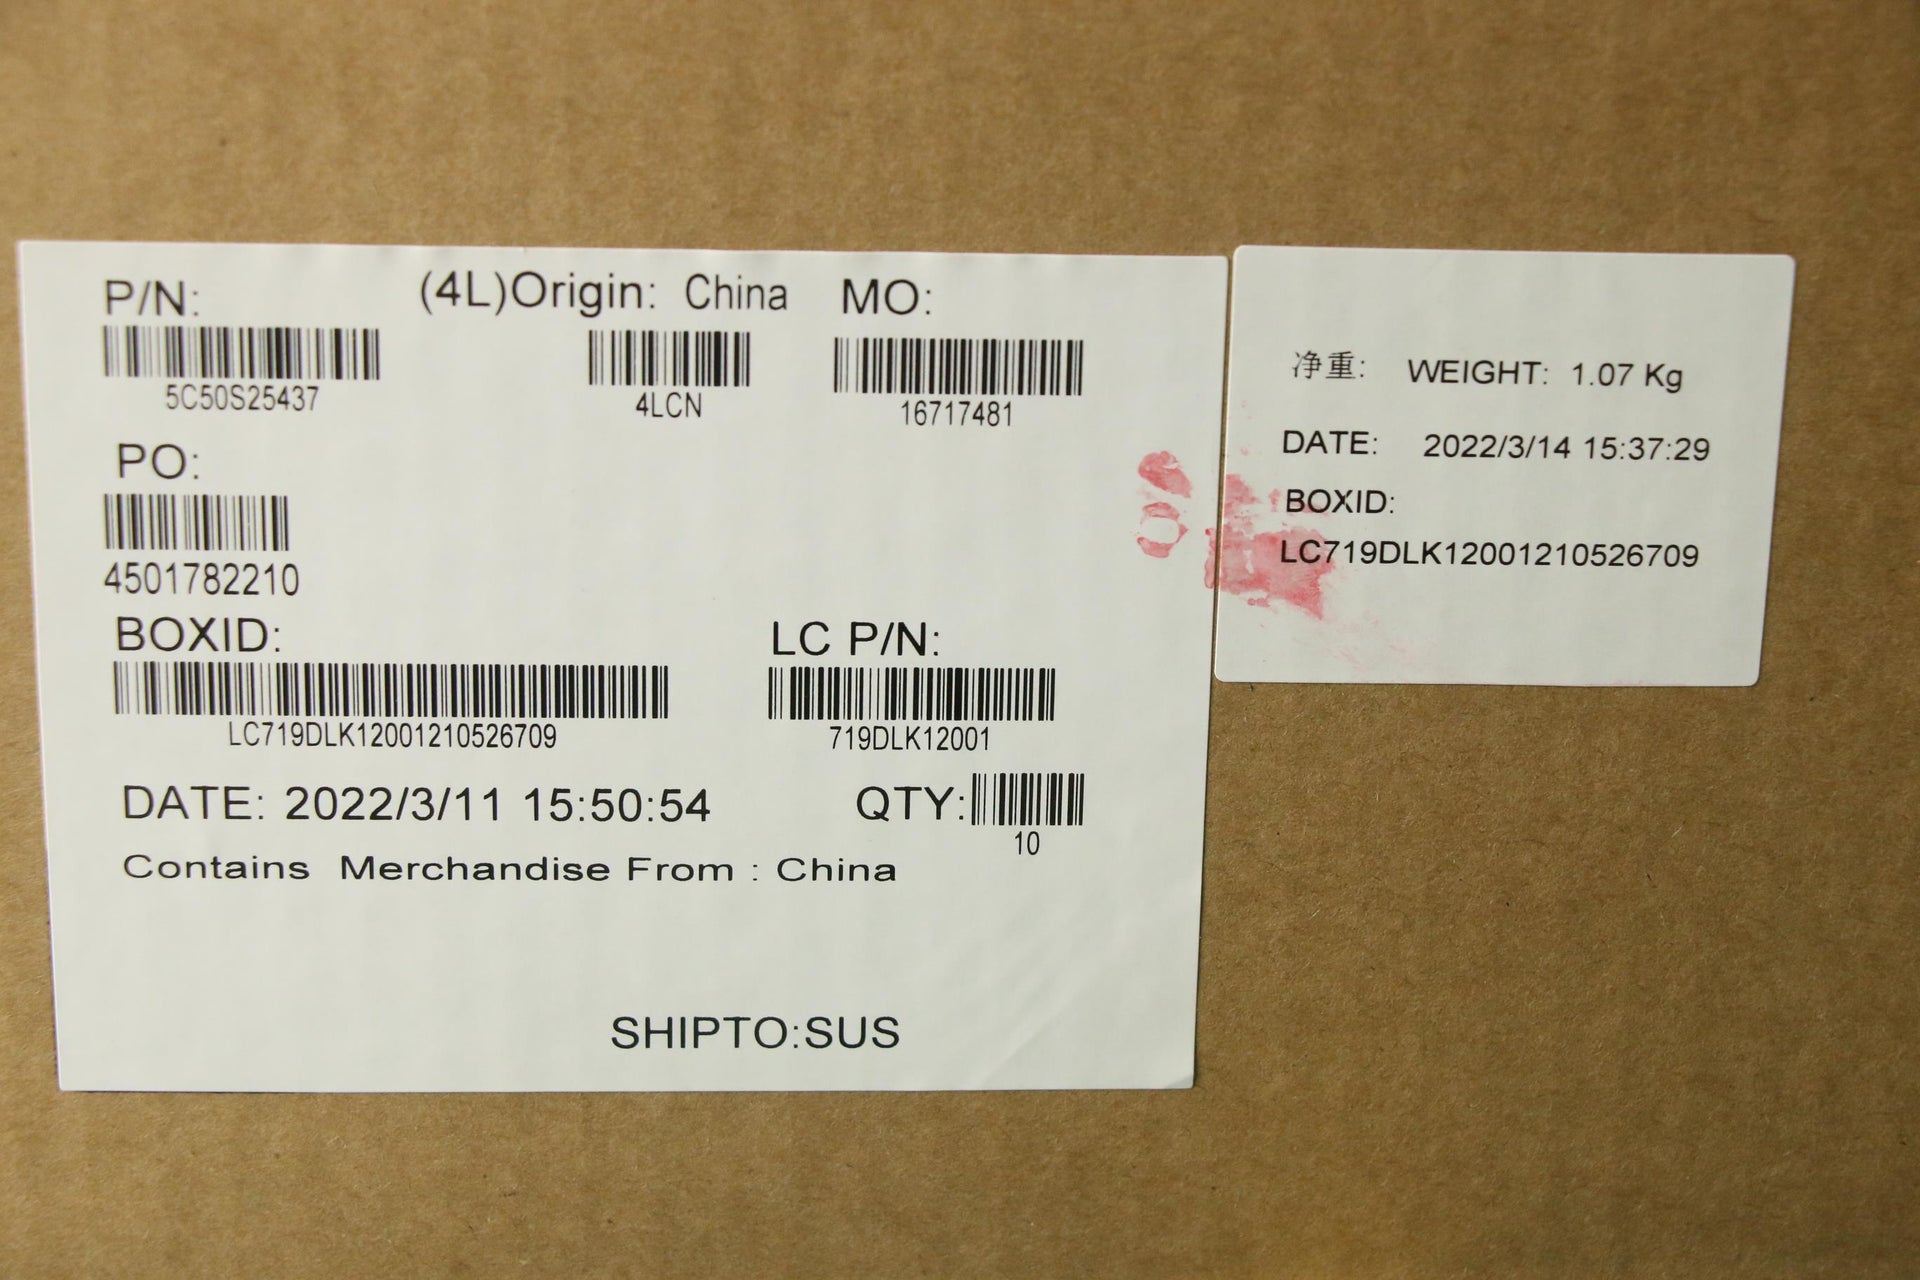 P/N: (4L)Origin: China MO:
5C50S25437 4LCN 16717481
PO:
4501782210
BOXID: LC P/N:
LC719DLK12001210526709 719DLK12001
DATE: 2022/3/11 15:50:54 QTY:
10
Contains Merchandise From : China
SHIPTO:SUS
净重: WEIGHT: 1.07 Kg
DATE: 2022/3/14 15:37:29
BOXID:
LC719DLK12001210526709